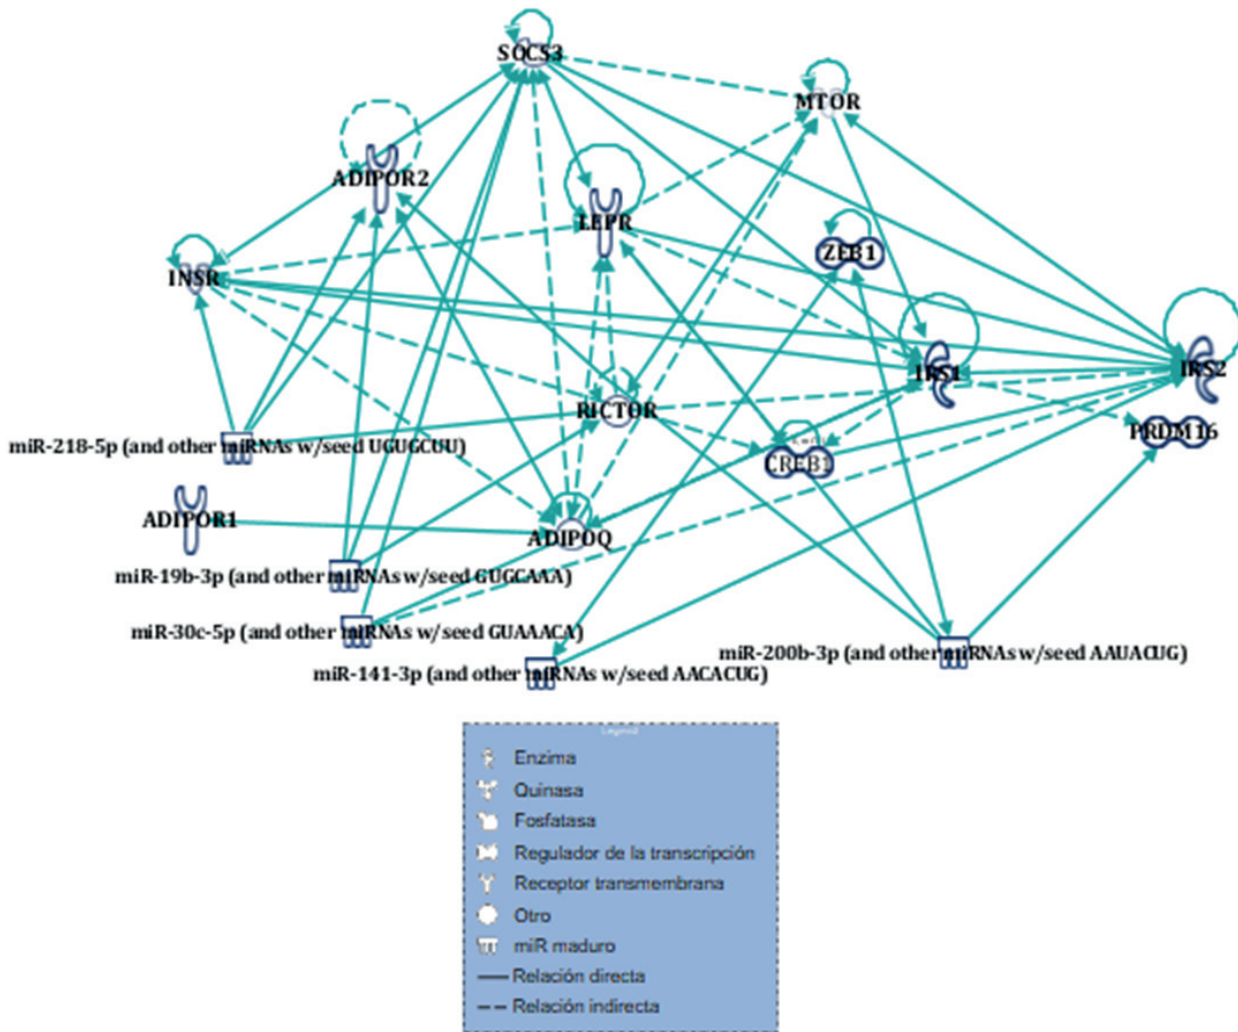 SOCS3
MTOR
ADIPOR2
LEPR
ZEB1
INSR
IRS1
IRS2
RICTOR
PRDM16
miR-218-5p (and other miRNAs w/seed UGUGCUU)
CREB1
ADIPOR1
ADIPOQ
miR-19b-3p (and other miRNAs w/seed GUGCAAA)
miR-30c-5p (and other miRNAs w/seed GUAAACA)
miR-200b-3p (and other miRNAs w/seed AAUACUG)
miR-141-3p (and other miRNAs w/seed AACACUG)
Legend
Enzima
Quinasa
Fosfatasa
Regulador de la transcripción
Receptor transmembrana
Otro
miR maduro
Relación directa
Relación indirecta